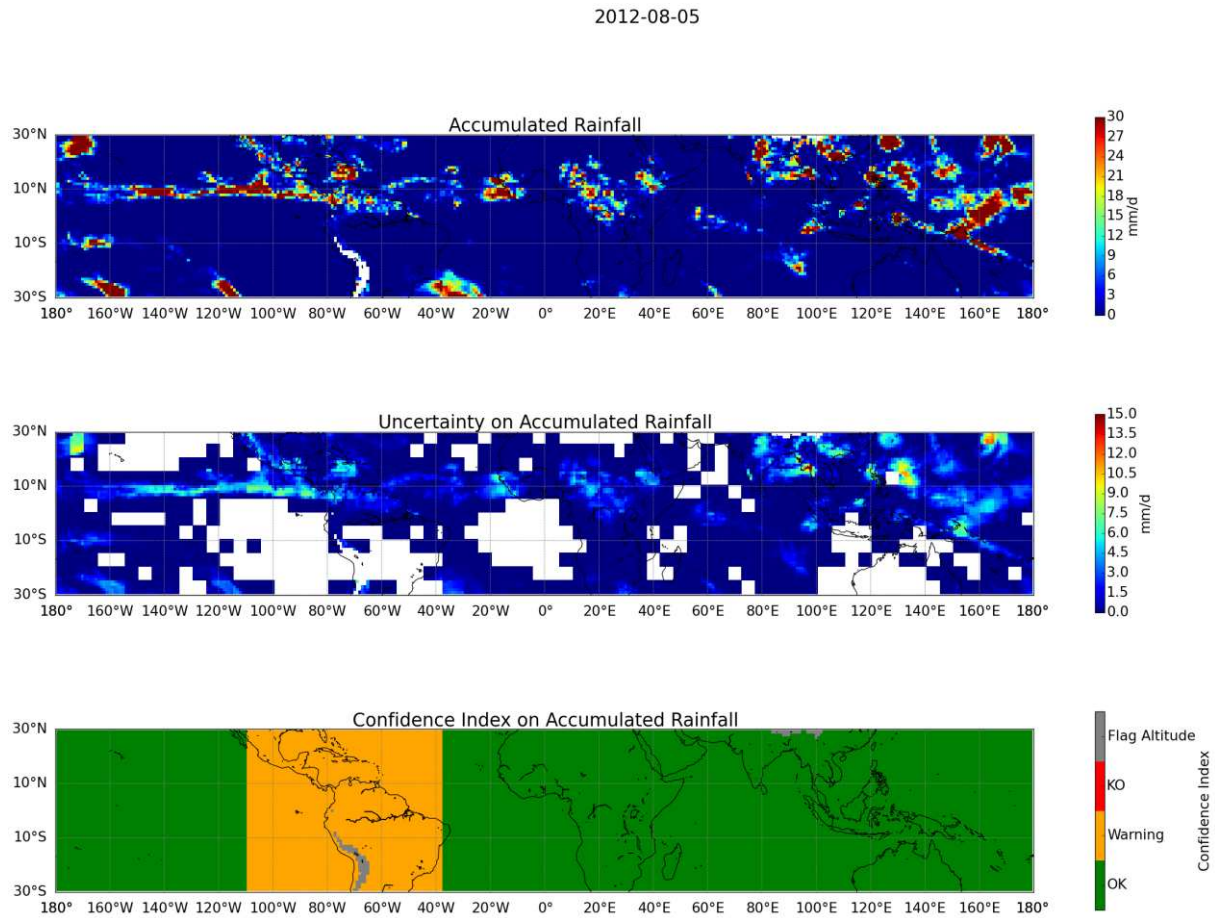 2012-08-05
Accumulated Rainfall
30°N
10°N
10°S
30°S
180° 160°W 140°W 120°W 100°W 80°W 60°W 40°W 20°W 0° 20°E 40°E 60°E 80°E 100°E 120°E 140°E 160°E 180°
30
27
24
21
18
15
12
9
6
3
0
mm/d
Uncertainty on Accumulated Rainfall
30°N
10°N
10°S
30°S
180° 160°W 140°W 120°W 100°W 80°W 60°W 40°W 20°W 0° 20°E 40°E 60°E 80°E 100°E 120°E 140°E 160°E 180°
15.0
13.5
12.0
10.5
9.0
7.5
6.0
4.5
3.0
1.5
0.0
mm/d
Confidence Index on Accumulated Rainfall
30°N
10°N
10°S
30°S
180° 160°W 140°W 120°W 100°W 80°W 60°W 40°W 20°W 0° 20°E 40°E 60°E 80°E 100°E 120°E 140°E 160°E 180°
Flag Altitude
KO
Warning
OK
Confidence Index